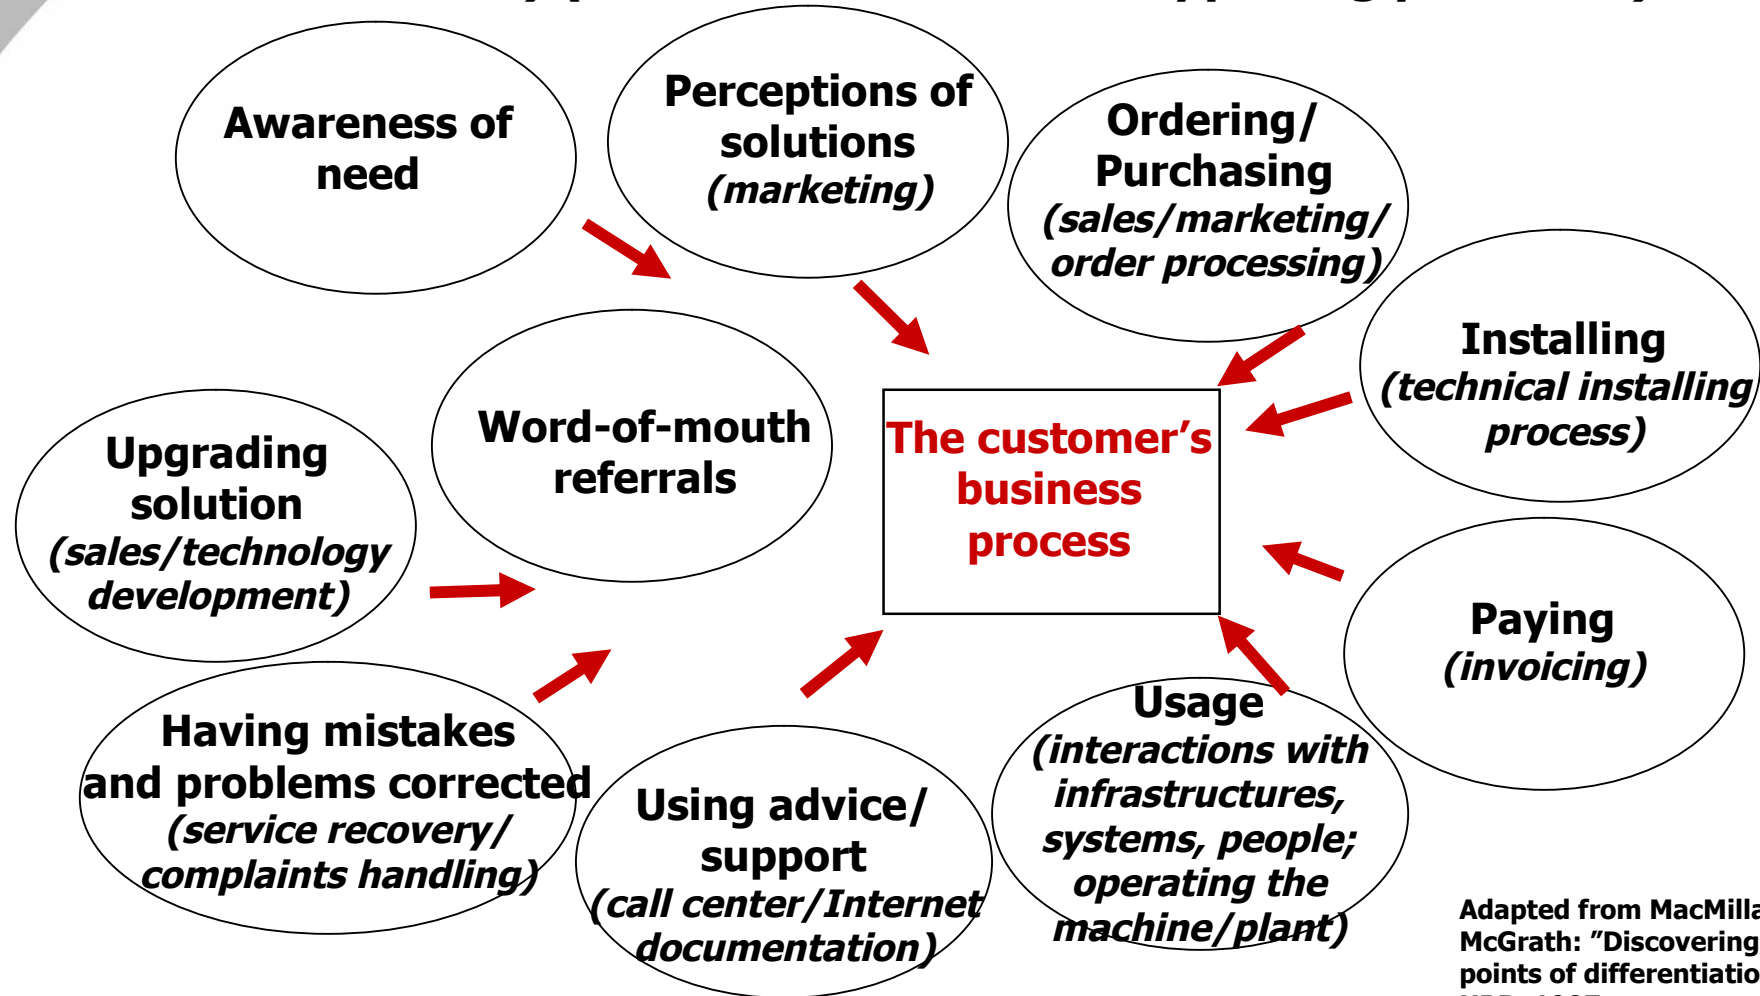 Awareness of
need
Perceptions of
solutions
(marketing)
Ordering/
Purchasing
(sales/marketing/
order processing)
Installing
(technical installing
process)
Word-of-mouth
referrals
The customer’s
business
process
Upgrading
solution
(sales/technology
development)
Paying
(invoicing)
Having mistakes
and problems corrected
(service recovery/
complaints handling)
Using advice/
support
(call center/Internet
documentation)
Usage
(interactions with
infrastructures,
systems, people;
operating the
machine/plant)
Adapted from MacMilla
McGrath: ”Discovering
points of differentiatio